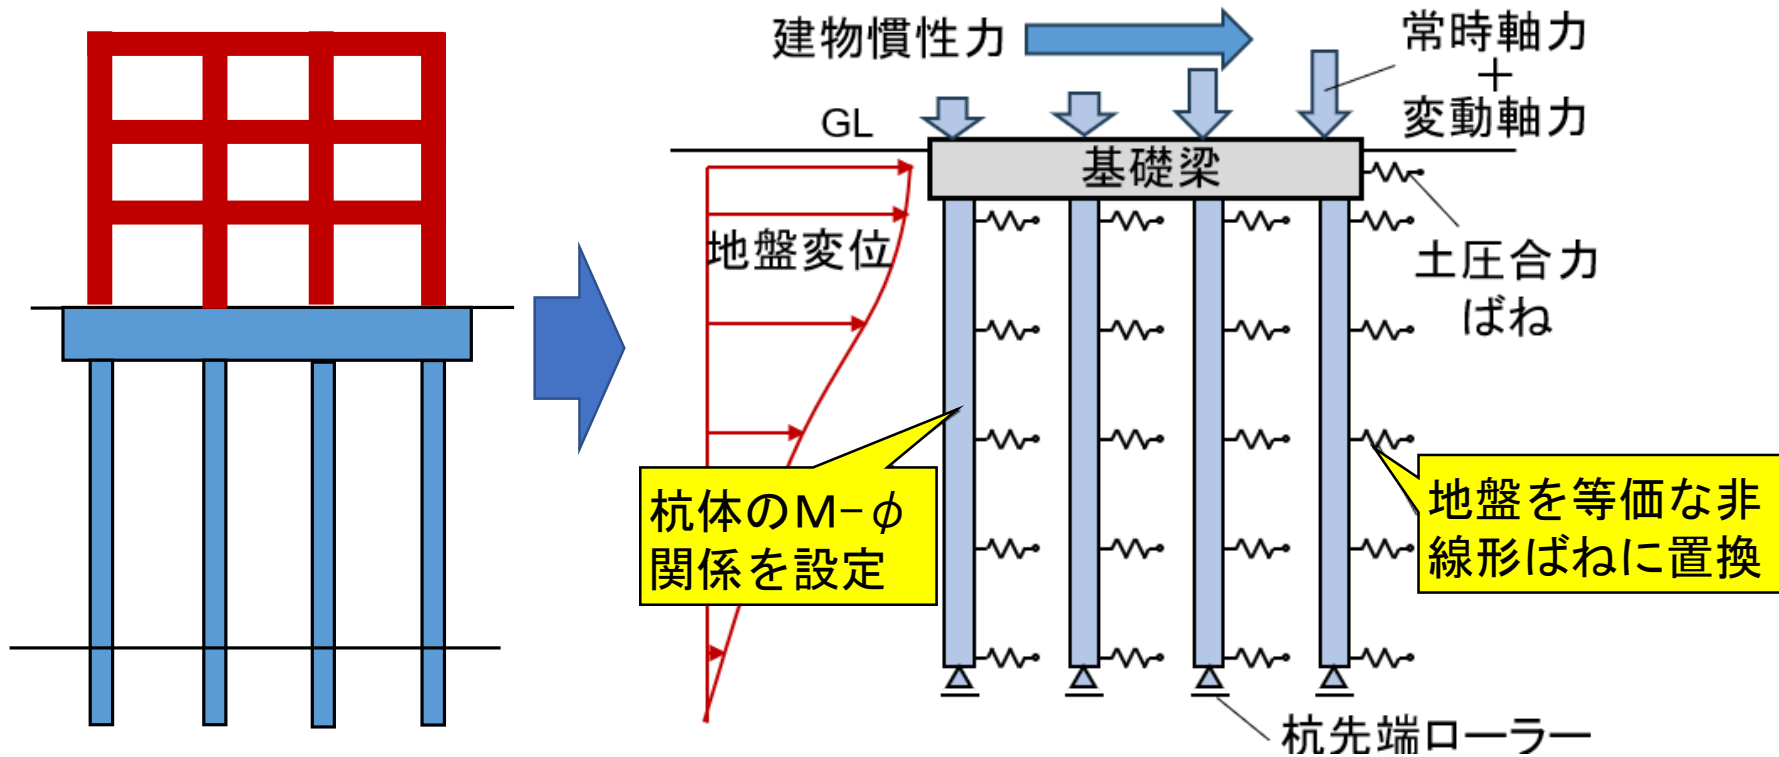 建物慣性力
常時軸力
＋
変動軸力
GL
基礎梁
地盤変位
土圧合力
ばね
杭体のM−φ
関係を設定
地盤を等価な非
線形ばねに置換
杭先端ローラー